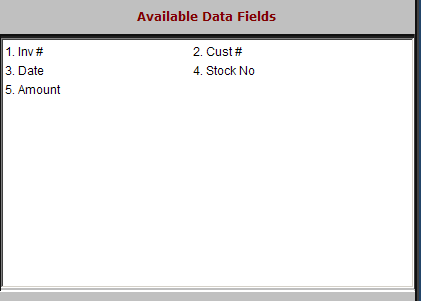 Available Data Fields
1. Inv # 2. Cust #
3. Date 4. Stock No
5. Amount